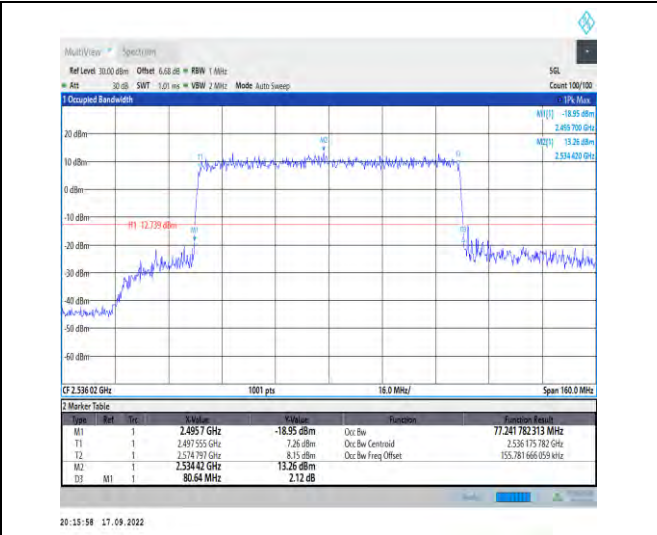 MultiView Spectrum
Ref Level 30.00 dBm Offset 6.68 dB RBW 1 MHz SGL
Att 30 dB SWT 1.01 ms VBW 2 MHz Mode Auto Sweep Count 100/100
1 Occupied Bandwidth 1Pk Max
M1[1] -18.95 dBm
2.495 700 GHz
M2[1] 13.26 dBm
2.534 420 GHz
20 dBm
M2
T1
10 dBm
0 dBm
-10 dBm
H1 12.739 dBm
M1
-20 dBm
-30 dBm
-40 dBm
-50 dBm
-60 dBm
CF 2.536 02 GHz 1001 pts 16.0 MHz/ Span 160.0 MHz
2 Marker Table
Type Ref Trc X-Value Y-Value Function Function Result
M1 1 2.4957 GHz -18.95 dBm Occ Bw 77.241 782 313 MHz
T1 1 2.497 555 GHz 7.26 dBm Occ Bw Centroid 2.536 175 782 GHz
T2 1 2.574 797 GHz 8.15 dBm Occ Bw Freq Offset 155.781 666 059 kHz
M2 1 2.534 42 GHz 13.26 dBm
D3 M1 1 80.64 MHz 2.12 dB
20:15:58 17.09.2022